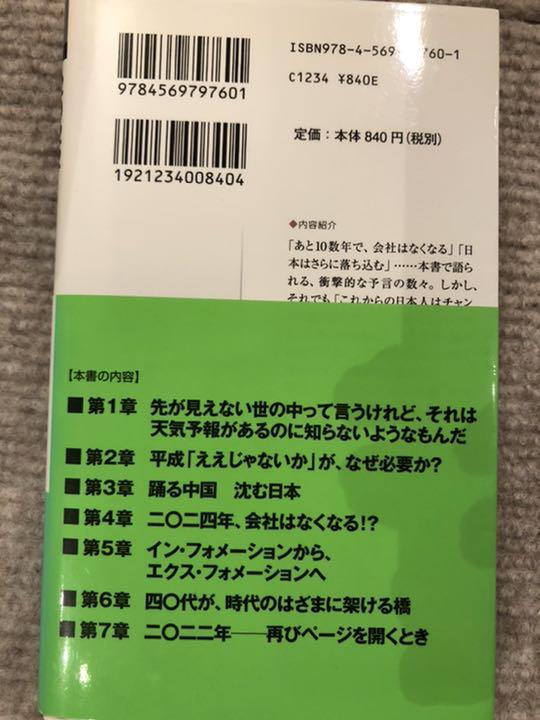 ISBN978-4-569-  760-1
C1234 ¥840E
9784569797601
定価：本体840円(税別)
1921234008404
◆内容紹介
「あと10数年で、会社はなくなる」「日
本はさらに落ち込む」……本書で語ら
れる、衝撃的な予言の数々。しかし、
それでも「これからの日本人はチャン
【本書の内容】
■第1章 先が見えない世の中って言うけれど、それは
天気予報があるのに知らないようなもんだ
■第2章 平成「ええじゃないか」が、なぜ必要か?
■第3章 踊る中国 沈む日本
■第4章 二〇二四年、会社はなくなる!?
■第5章 イン・フォメーションから、
エクス・フォメーションへ
■第6章 四〇代が、時代のはざまに架ける橋
■第7章 二〇二二年――再びページを開くとき